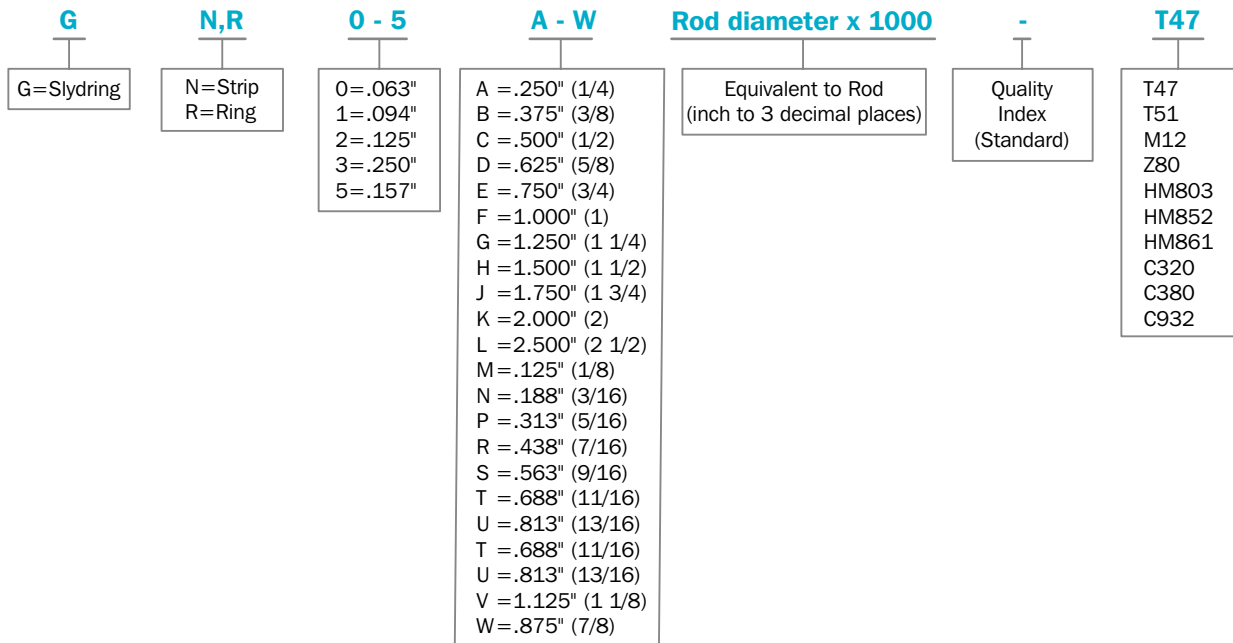 G N,R 0 - 5 A - W Rod diameter x 1000 - T47
G=Slydring
N=Strip
R=Ring
0=.063"
1=.094"
2=.125"
3=.250"
5=.157"
A =.250" (1/4)
B =.375" (3/8)
C =.500" (1/2)
D =.625" (5/8)
E =.750" (3/4)
F =1.000" (1)
G =1.250" (1 1/4)
H =1.500" (1 1/2)
J =1.750" (1 3/4)
K =2.000" (2)
L =2.500" (2 1/2)
M =.125" (1/8)
N =.188" (3/16)
P =.313" (5/16)
R =.438" (7/16)
S =.563" (9/16)
T =.688" (11/16)
U =.813" (13/16)
T =.688" (11/16)
U =.813" (13/16)
V =1.125" (1 1/8)
W =.875" (7/8)
Equivalent to Rod
(inch to 3 decimal places)
Quality
Index
(Standard)
T47
T51
M12
Z80
HM803
HM852
HM861
C320
C380
C932